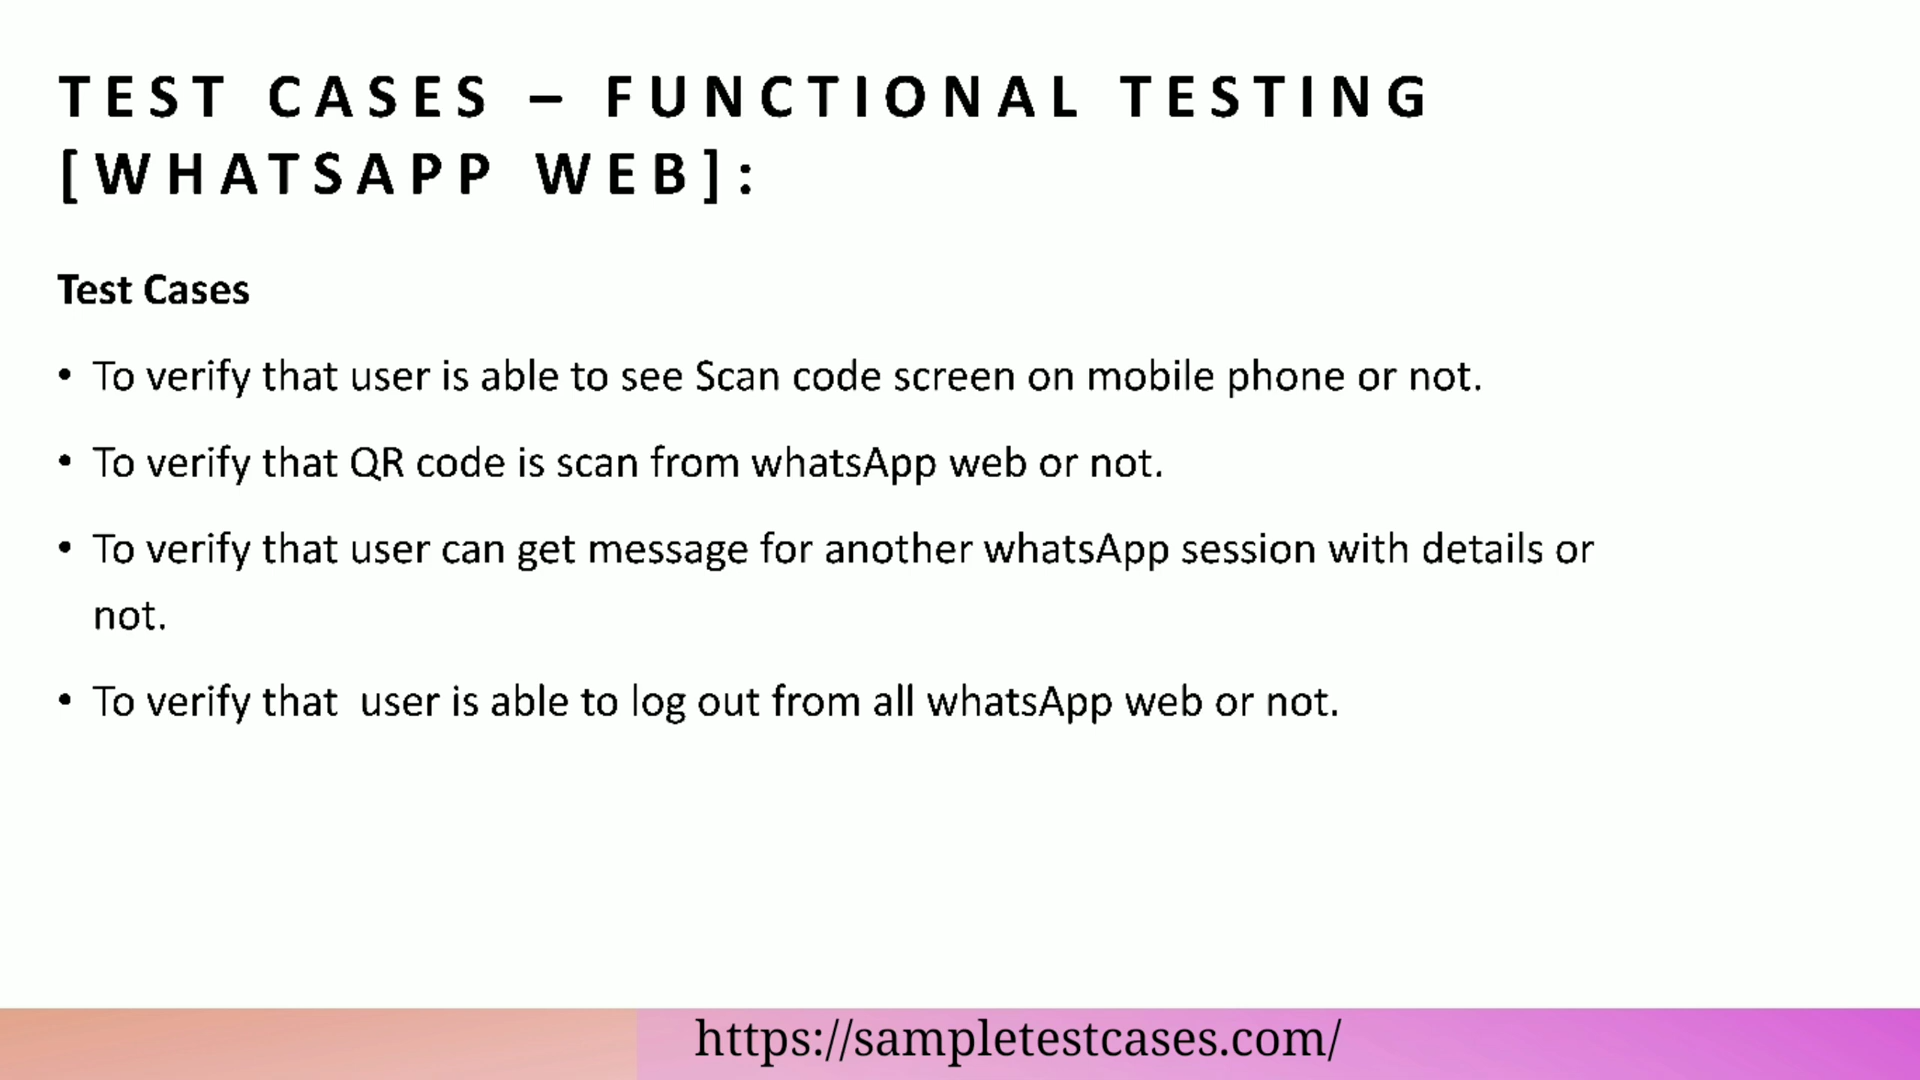 TEST CASES – FUNCTIONAL TESTING
[WHATSAPP WEB]:
Test Cases
• To verify that user is able to see Scan code screen on mobile phone or not.
• To verify that QR code is scan from whatsApp web or not.
• To verify that user can get message for another whatsApp session with details or
not.
• To verify that  user is able to log out from all whatsApp web or not.
https://sampletestcases.com/